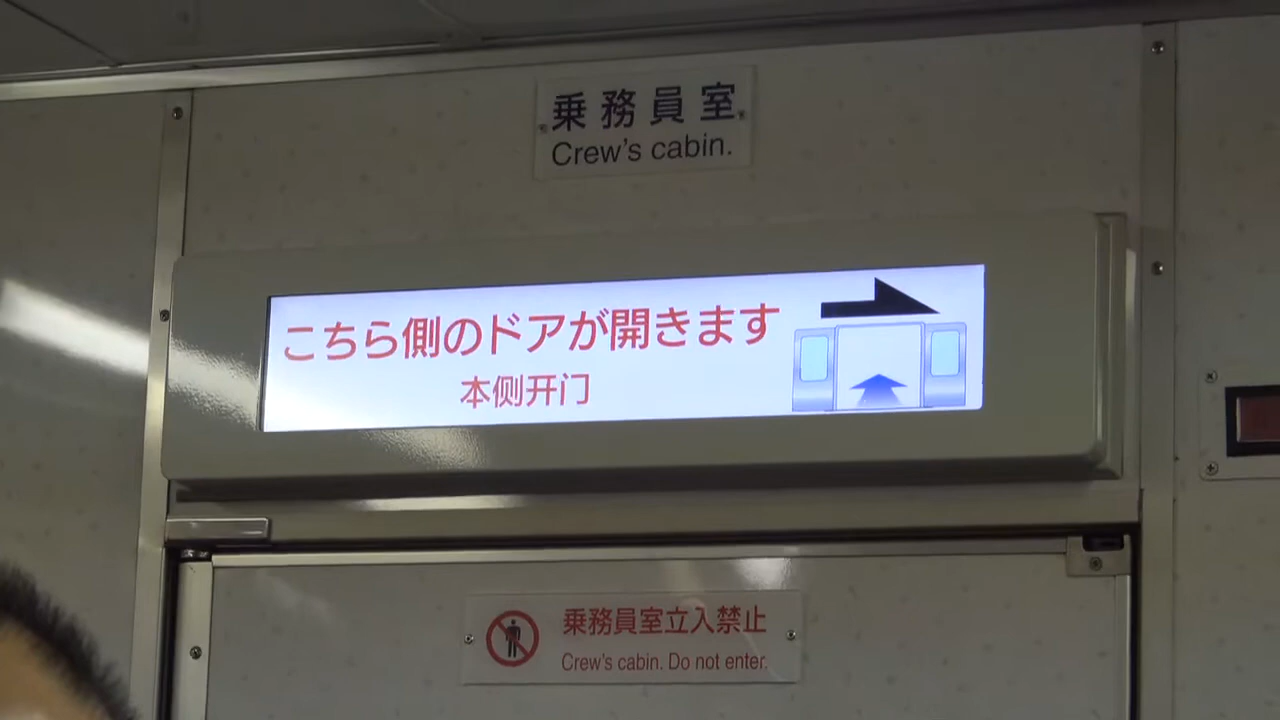 乗務員室
Crew's cabin.
こちら側のドアが開きます
本侧开门
乗務員室立入禁止
Crew's cabin. Do not enter.